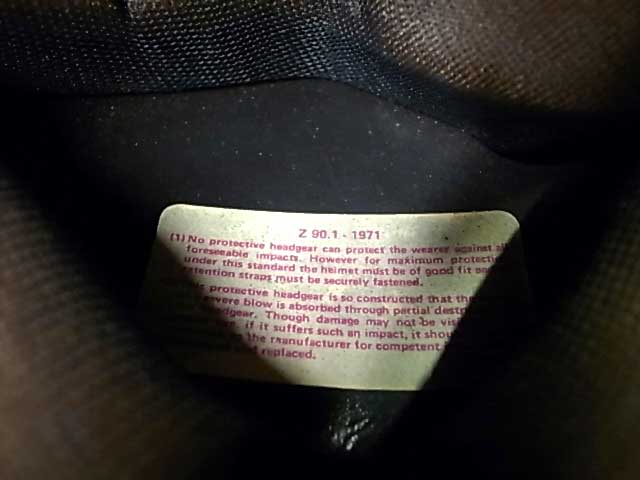 Z 90.1 - 1971
(1) No protective headgear can protect the wearer against all
foreseeable impacts. However for maximum protectio
under this standard the helmet must be of good fit and
retention straps must be securely fastened.
is protective headgear is so constructed that the
severe blow is absorbed through partial destr
dgear. Though damage may not be visi
if it suffers such an impact, it shou
the manufacturer for competent
replaced.